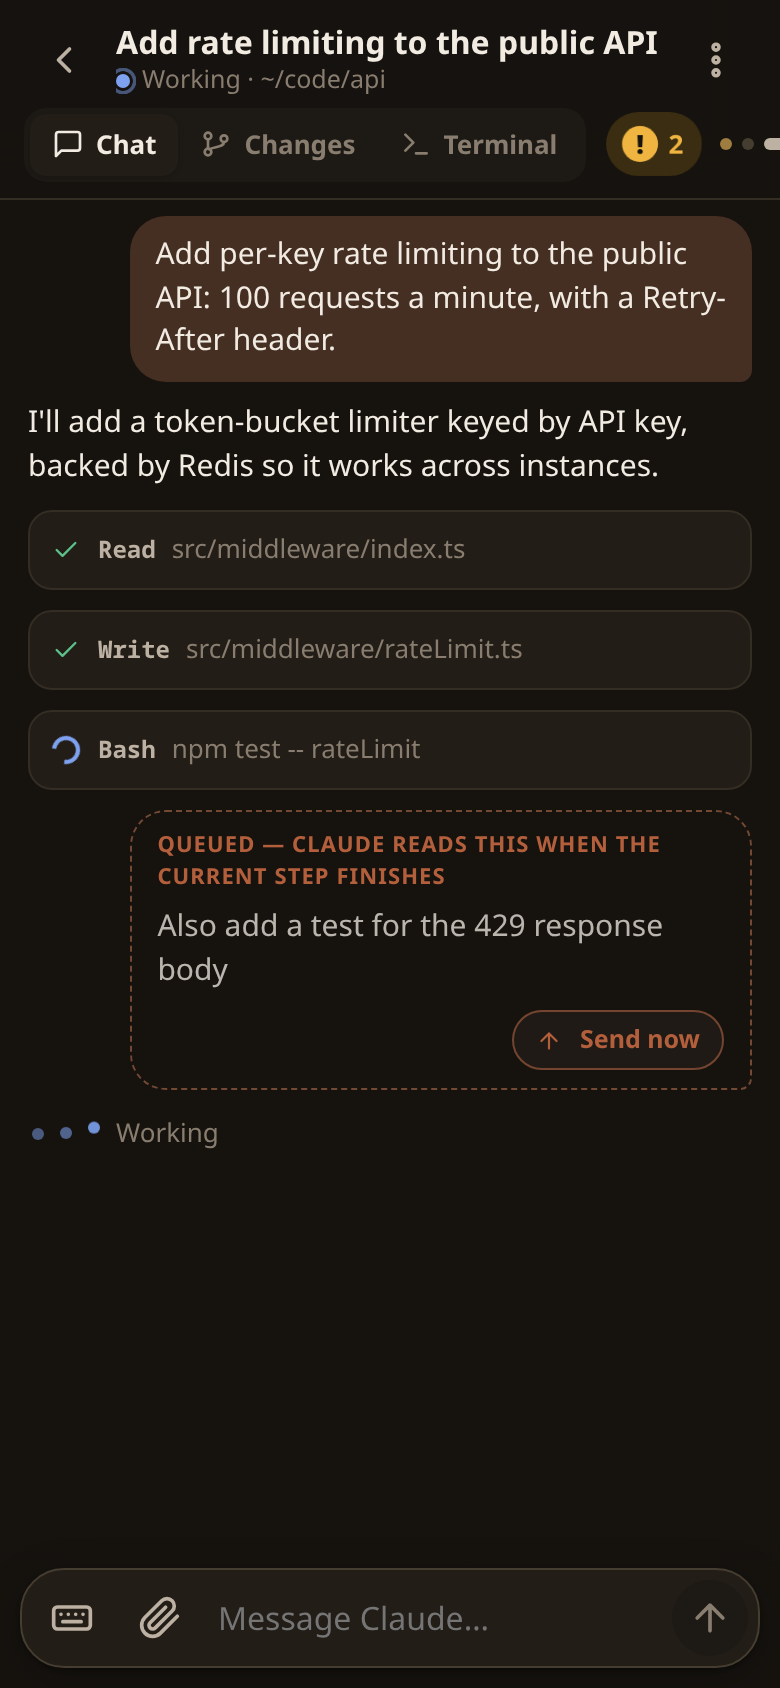 Add rate limiting to the public API
Working · ~/code/api
Chat
Changes
Terminal
! 2
Add per-key rate limiting to the public
API: 100 requests a minute, with a Retry-
After header.
I'll add a token-bucket limiter keyed by API key,
backed by Redis so it works across instances.
Read src/middleware/index.ts
Write src/middleware/rateLimit.ts
Bash npm test -- rateLimit
QUEUED — CLAUDE READS THIS WHEN THE
CURRENT STEP FINISHES
Also add a test for the 429 response
body
Send now
Working
Message Claude...